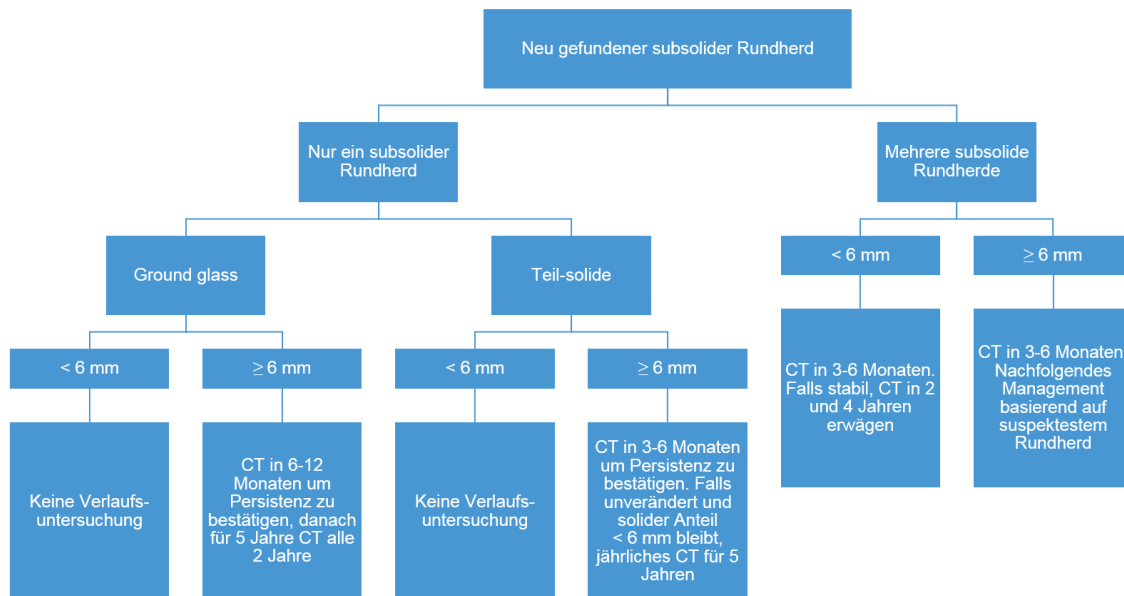 Neu gefundener subsolider Rundherd
Nur ein subsolider
Rundherd
Mehrere subsolide
Rundherde
Ground glass
Teil-solide
< 6 mm
≥ 6 mm
< 6 mm
≥ 6 mm
< 6 mm
≥ 6 mm
CT in 3-6 Monaten.
Falls stabil, CT in 2
und 4 Jahren
erwägen
CT in 3-6 Monaten.
Nachfolgendes
Management
basierend auf
suspektestem
Rundherd
Keine Verlaufs-
untersuchung
CT in 6-12
Monaten um
Persistenz zu
bestätigen, danach
für 5 Jahre CT alle
2 Jahre
Keine Verlaufs-
untersuchung
CT in 3-6 Monaten
um Persistenz zu
bestätigen. Falls
unverändert und
solider Anteil
< 6 mm bleibt,
jährliches CT für 5
Jahren